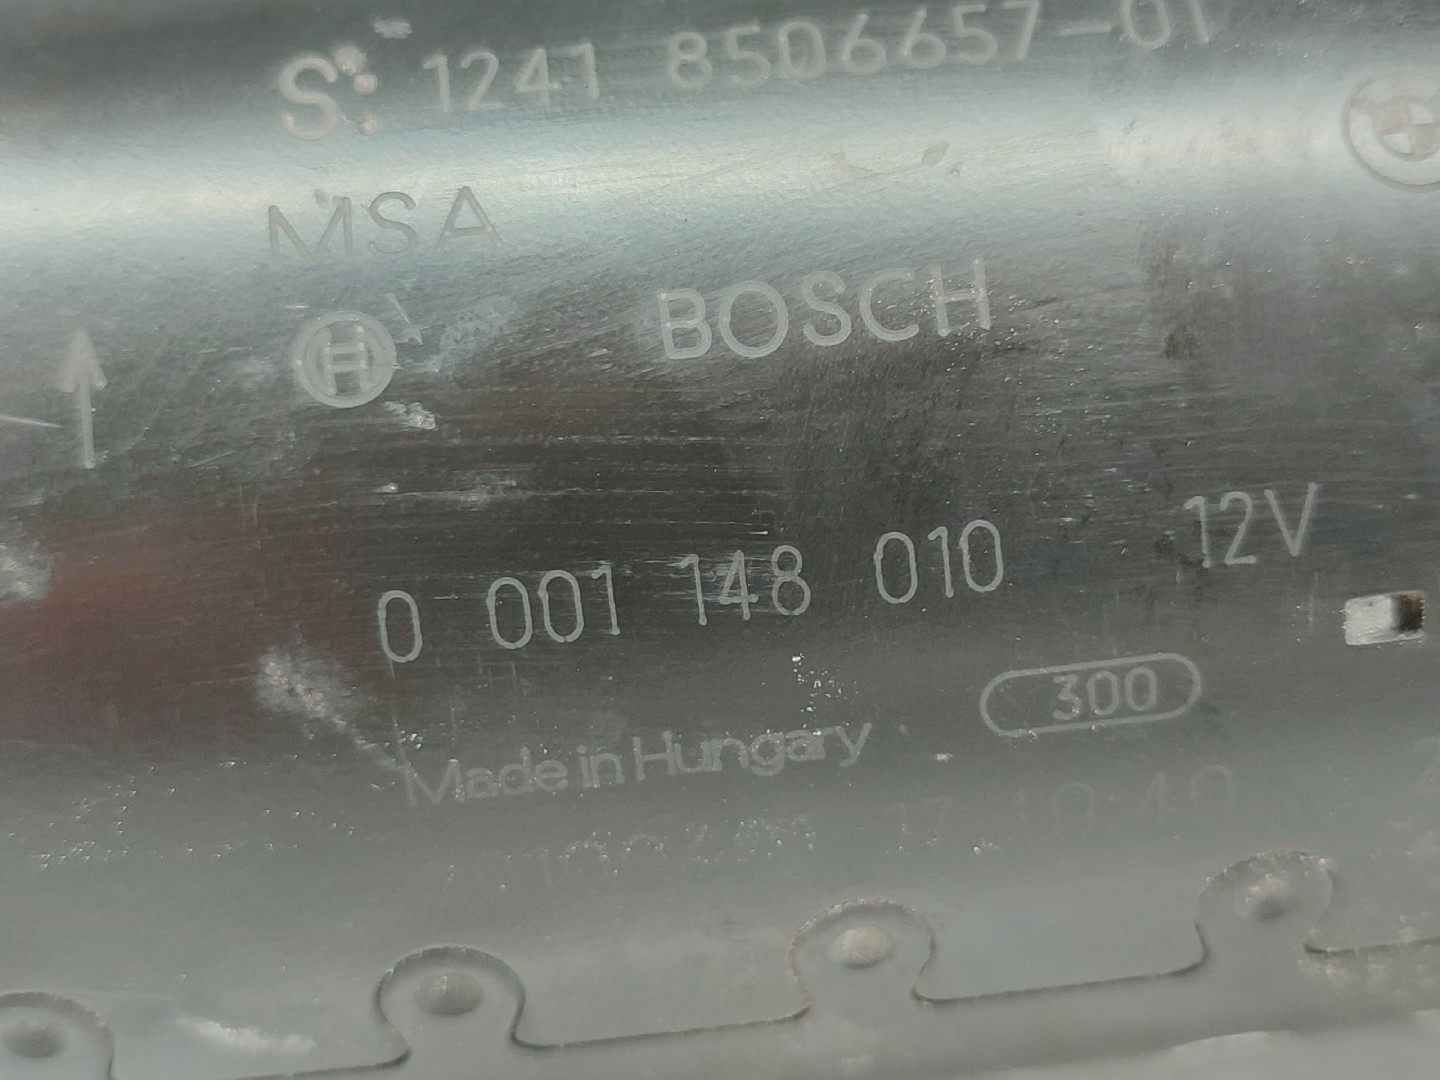 S: 1241 8506657-01
MSA
BOSCH
0 001 148 010 12V
300
Made in Hungary